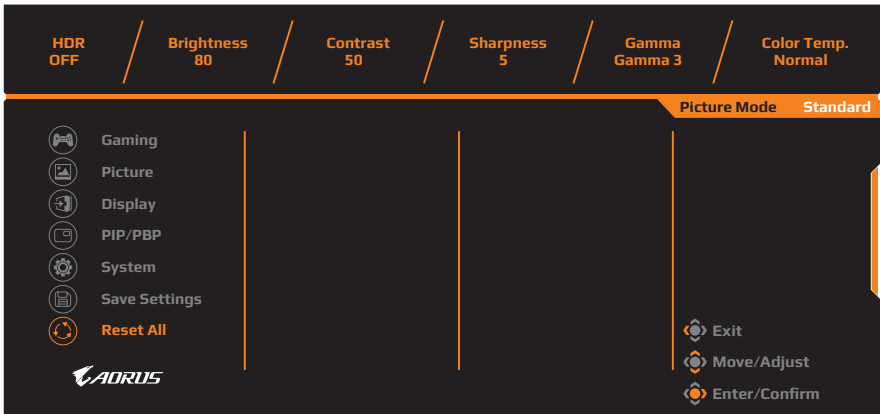 HDR Brightness Contrast Sharpness Gamma Color Temp.
OFF 80 50 5 Gamma 3 Normal
Picture Mode Standard
Gaming
Picture
Display
PIP/PBP
System
Save Settings
Reset All
Exit
AORUS
Move/Adjust
Enter/Confirm